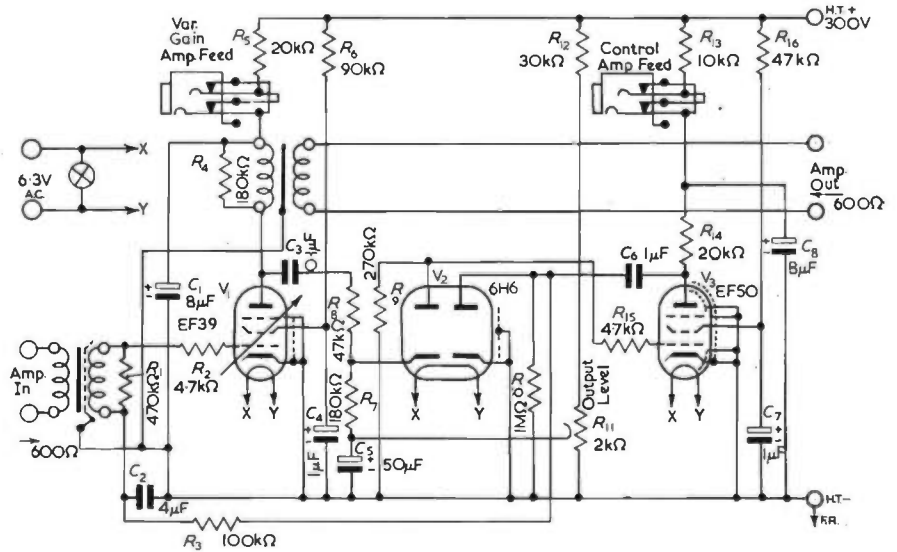 Var.
Gain
Amp.Feed
R5
20kΩ
R6
90kΩ
R12
30kΩ
Control
Amp Feed
R13
10kΩ
R16
47kΩ
H.T.+
300V
X
6·3V
A.C.
Y
R4
180kΩ
Amp.
Out
600Ω
C3
0·1μF
270kΩ
R9
V2
6H6
C6 1μF
R14
20kΩ
C8
8μF
+
-
C1
8μF
+
-
V1
EF39
R8
47kΩ
V3
EF50
R15
4·7kΩ
Amp
In
R1
470kΩ
R2
4·7kΩ
X Y
X Y
X Y
600Ω
C4
1μF
+
-
180kΩ
R7
C5
50μF
+
-
1MΩ
Output
Level
R11
2kΩ
C7
1μF
+
-
C2
4μF
R3 100kΩ
H.T.-